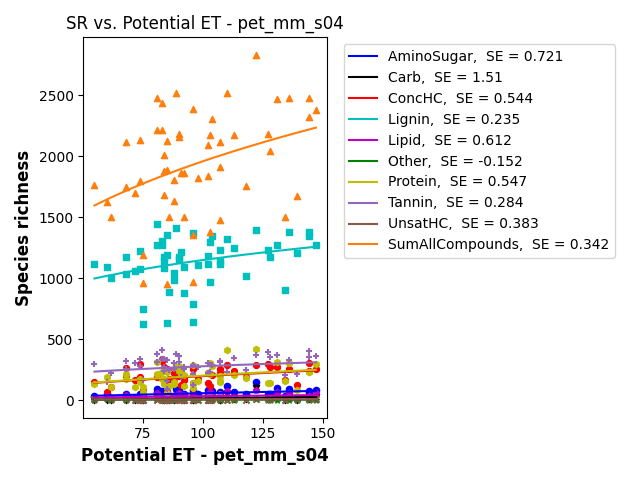 SR vs. Potential ET - pet_mm_s04
AminoSugar,  SE = 0.721
Carb,  SE = 1.51
ConcHC,  SE = 0.544
Lignin,  SE = 0.235
Lipid,  SE = 0.612
Other,  SE = -0.152
Protein,  SE = 0.547
Tannin,  SE = 0.284
UnsatHC,  SE = 0.383
SumAllCompounds,  SE = 0.342
Species richness
2500
2000
1500
1000
500
0
75 100 125 150
Potential ET - pet_mm_s04